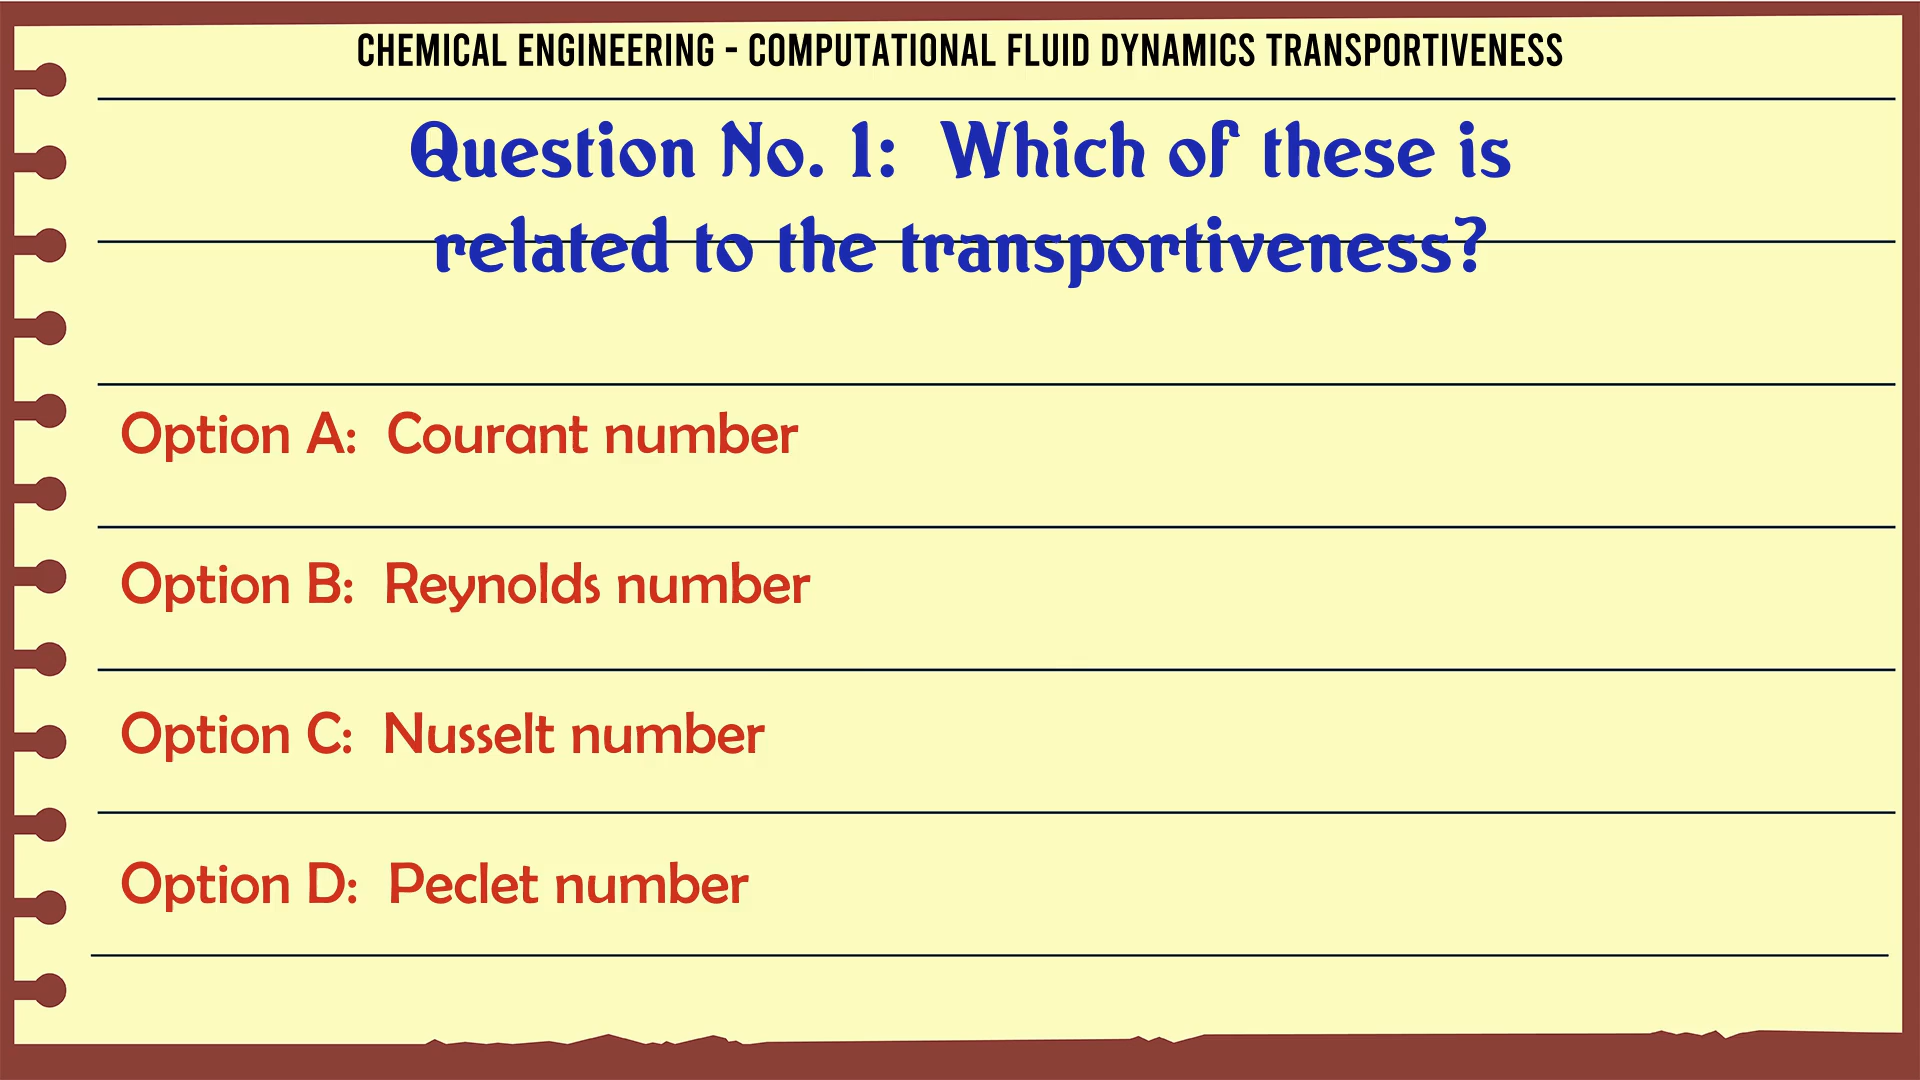 CHEMICAL ENGINEERING - COMPUTATIONAL FLUID DYNAMICS TRANSPORTIVENESS
Question No. 1: Which of these is
related to the transportiveness?
Option A: Courant number
Option B: Reynolds number
Option C: Nusselt number
Option D: Peclet number